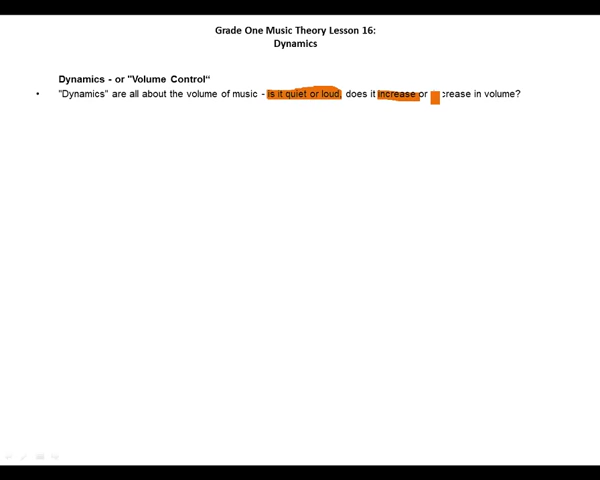 Grade One Music Theory Lesson 16:
Dynamics
Dynamics - or "Volume Control“
• "Dynamics" are all about the volume of music - is it quiet or loud, does it increase or crease in volume?